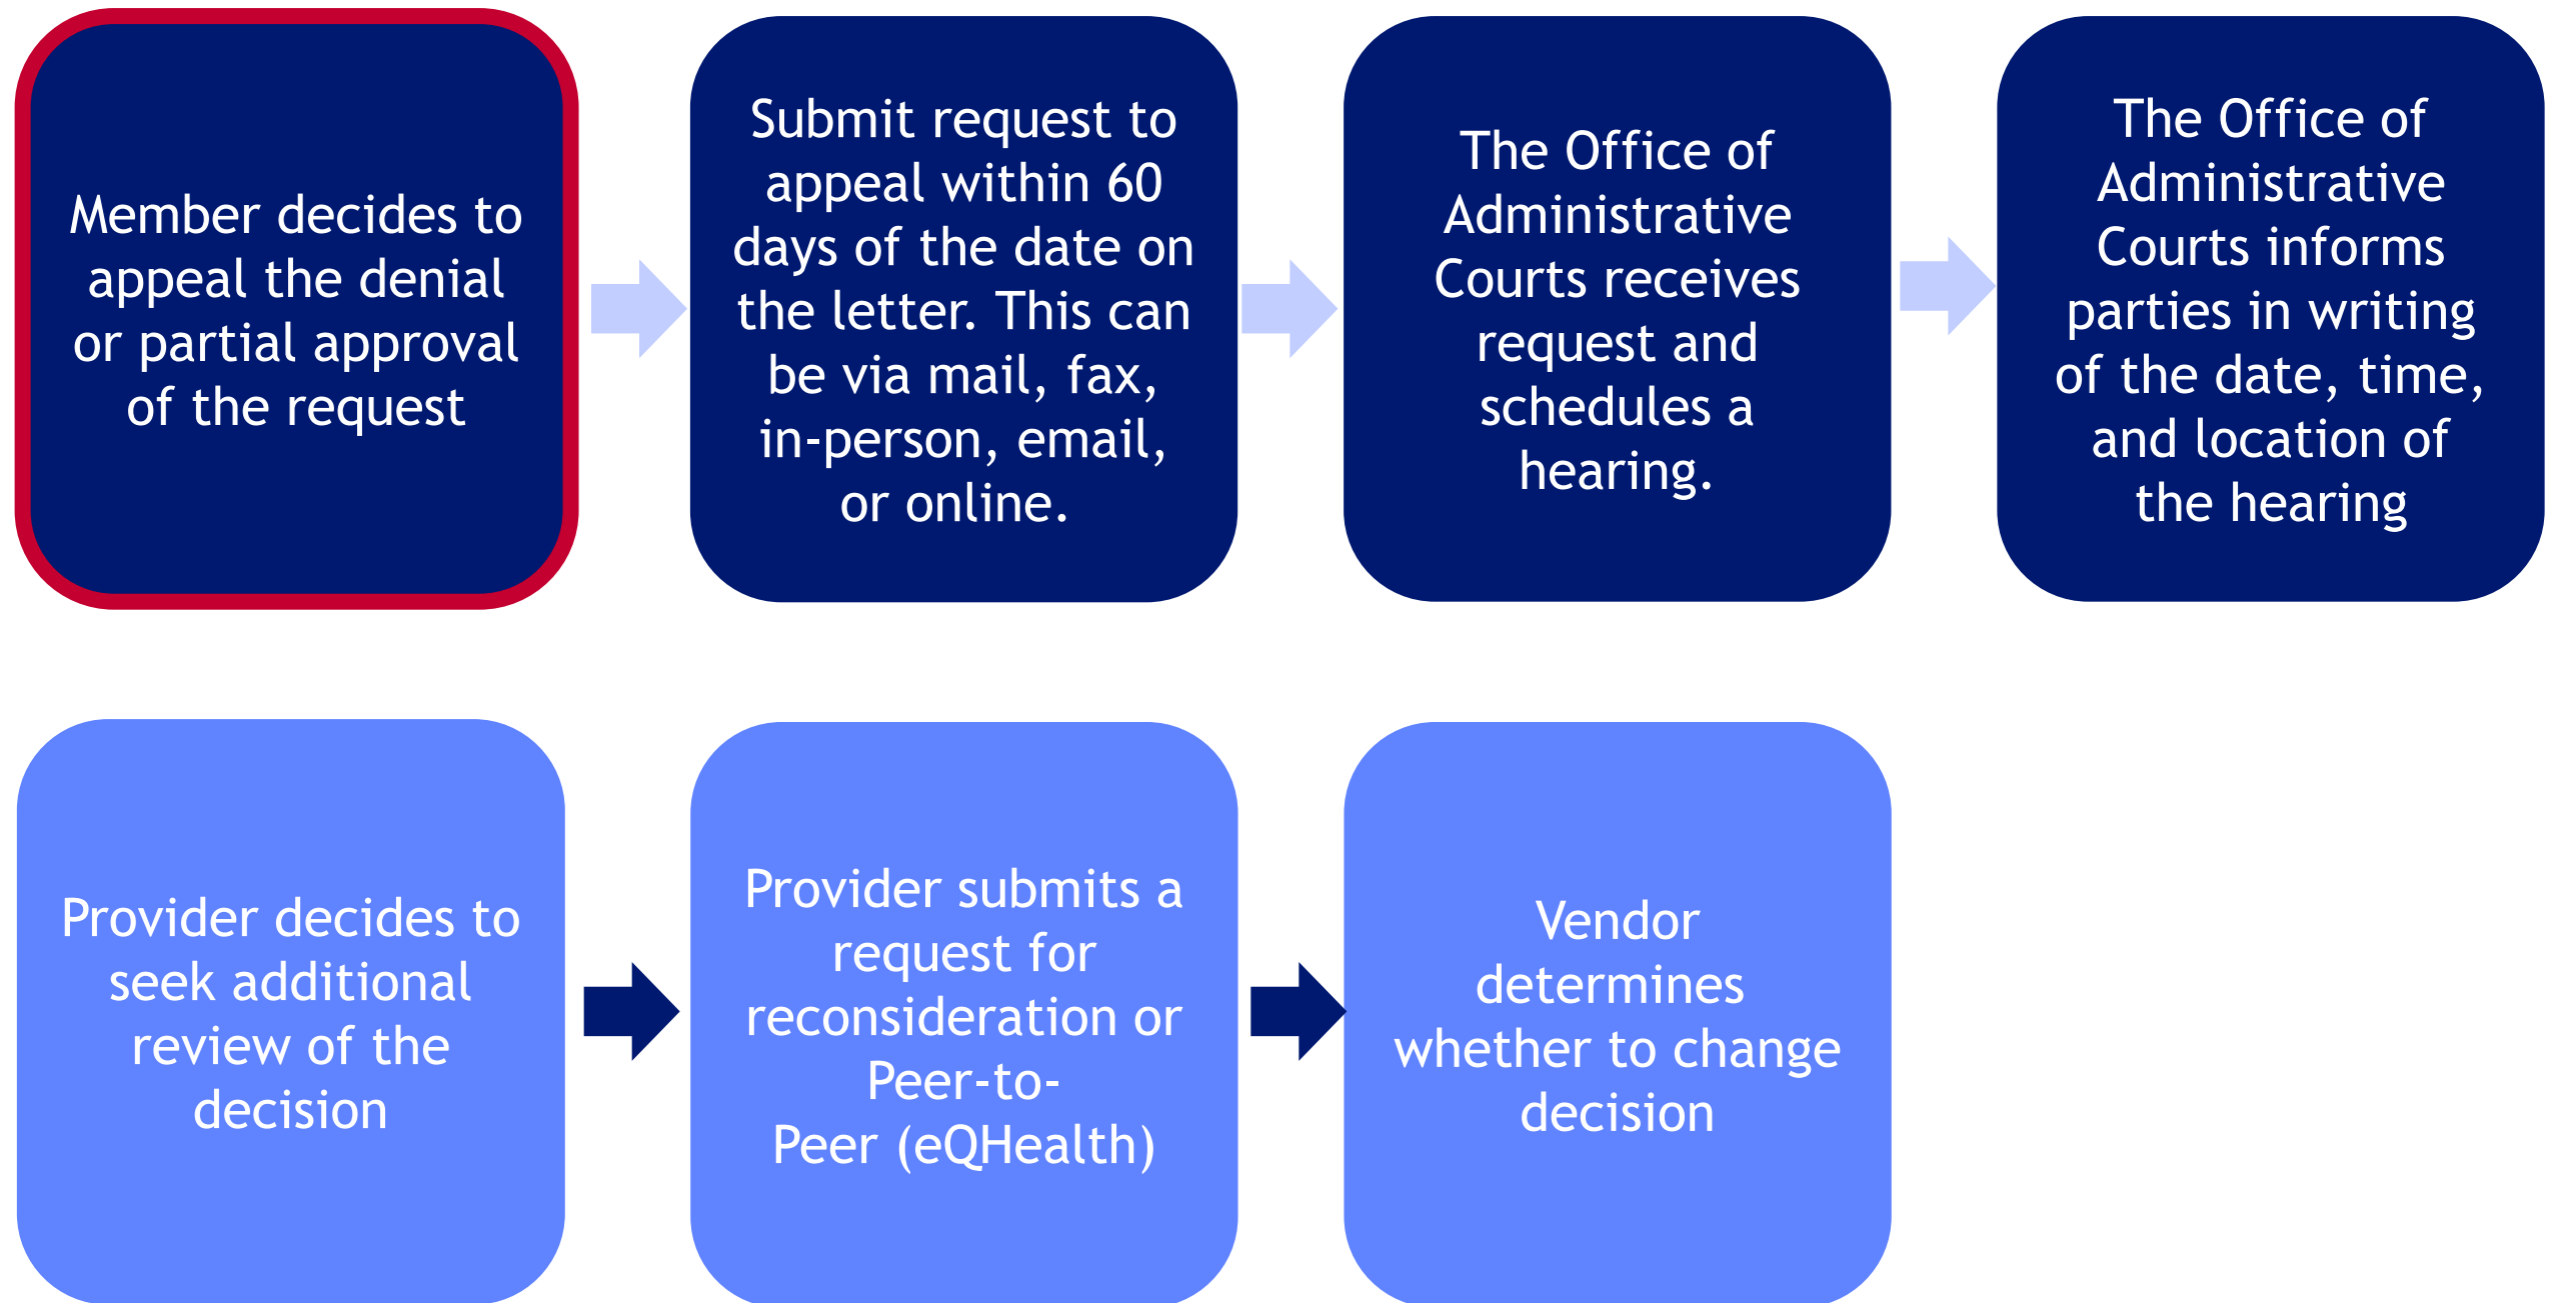 Member decides to
appeal the denial
or partial approval
of the request
Submit request to
appeal within 60
days of the date on
the letter. This can
be via mail, fax,
in-person, email,
or online.
The Office of
Administrative
Courts receives
request and
schedules a
hearing.
The Office of
Administrative
Courts informs
parties in writing
of the date, time,
and location of
the hearing
Provider decides to
seek additional
review of the
decision
Provider submits a
request for
reconsideration or
Peer-to-
Peer (eQHealth)
Vendor
determines
whether to change
decision